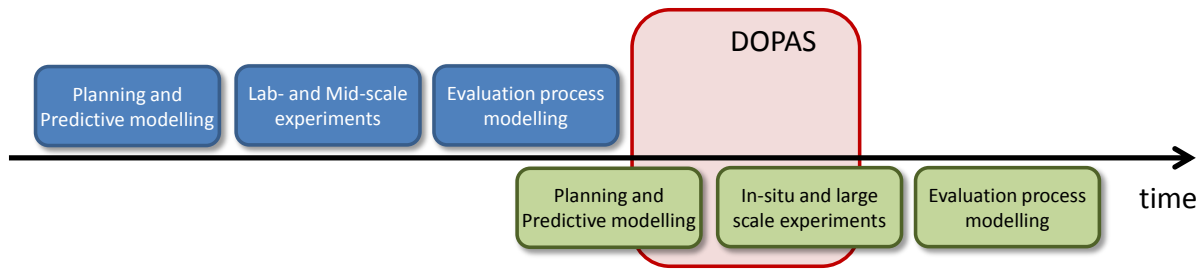 DOPAS
Planning and
Predictive modelling
Lab- and Mid-scale
experiments
Evaluation process
modelling
Planning and
Predictive modelling
In-situ and large
scale experiments
Evaluation process
modelling
time